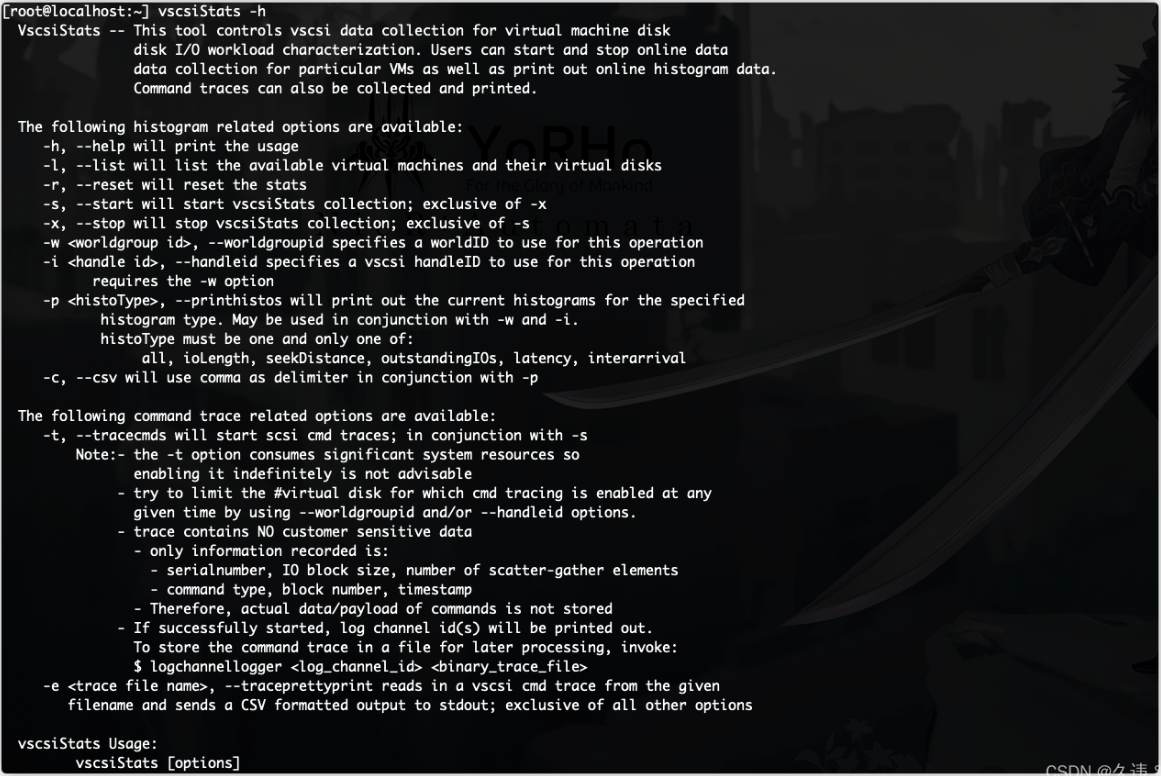 [root@localhost:~] vscsiStats -h
VscsiStats -- This tool controls vscsi data collection for virtual machine disk
disk I/O workload characterization. Users can start and stop online data
data collection for particular VMs as well as print out online histogram data.
Command traces can also be collected and printed.
The following histogram related options are available:
-h, --help will print the usage
-l, --list will list the available virtual machines and their virtual disks
-r, --reset will reset the stats
-s, --start will start vscsiStats collection; exclusive of -x
-x, --stop will stop vscsiStats collection; exclusive of -s
-w <worldgroup id>, --worldgroupid specifies a worldID to use for this operation
-i <handle id>, --handleid specifies a vscsi handleID to use for this operation
requires the -w option
-p <histoType>, --printhistos will print out the current histograms for the specified
histogram type. May be used in conjunction with -w and -i.
histoType must be one and only one of:
all, ioLength, seekDistance, outstandingIOs, latency, interarrival
-c, --csv will use comma as delimiter in conjunction with -p
The following command trace related options are available:
-t, --tracecmds will start scsi cmd traces; in conjunction with -s
Note:- the -t option consumes significant system resources so
enabling it indefinitely is not advisable
- try to limit the #virtual disk for which cmd tracing is enabled at any
given time by using --worldgroupid and/or --handleid options.
- trace contains NO customer sensitive data
- only information recorded is:
- serialnumber, IO block size, number of scatter-gather elements
- command type, block number, timestamp
- Therefore, actual data/payload of commands is not stored
- If successfully started, log channel id(s) will be printed out.
To store the command trace in a file for later processing, invoke:
$ logchannellogger <log_channel_id> <binary_trace_file>
-e <trace file name>, --traceprettyprint reads in a vscsi cmd trace from the given
filename and sends a CSV formatted output to stdout; exclusive of all other options
vscsiStats Usage:
vscsiStats [options]
YoRHa
For the Glory of Mankind
CSDN @久违